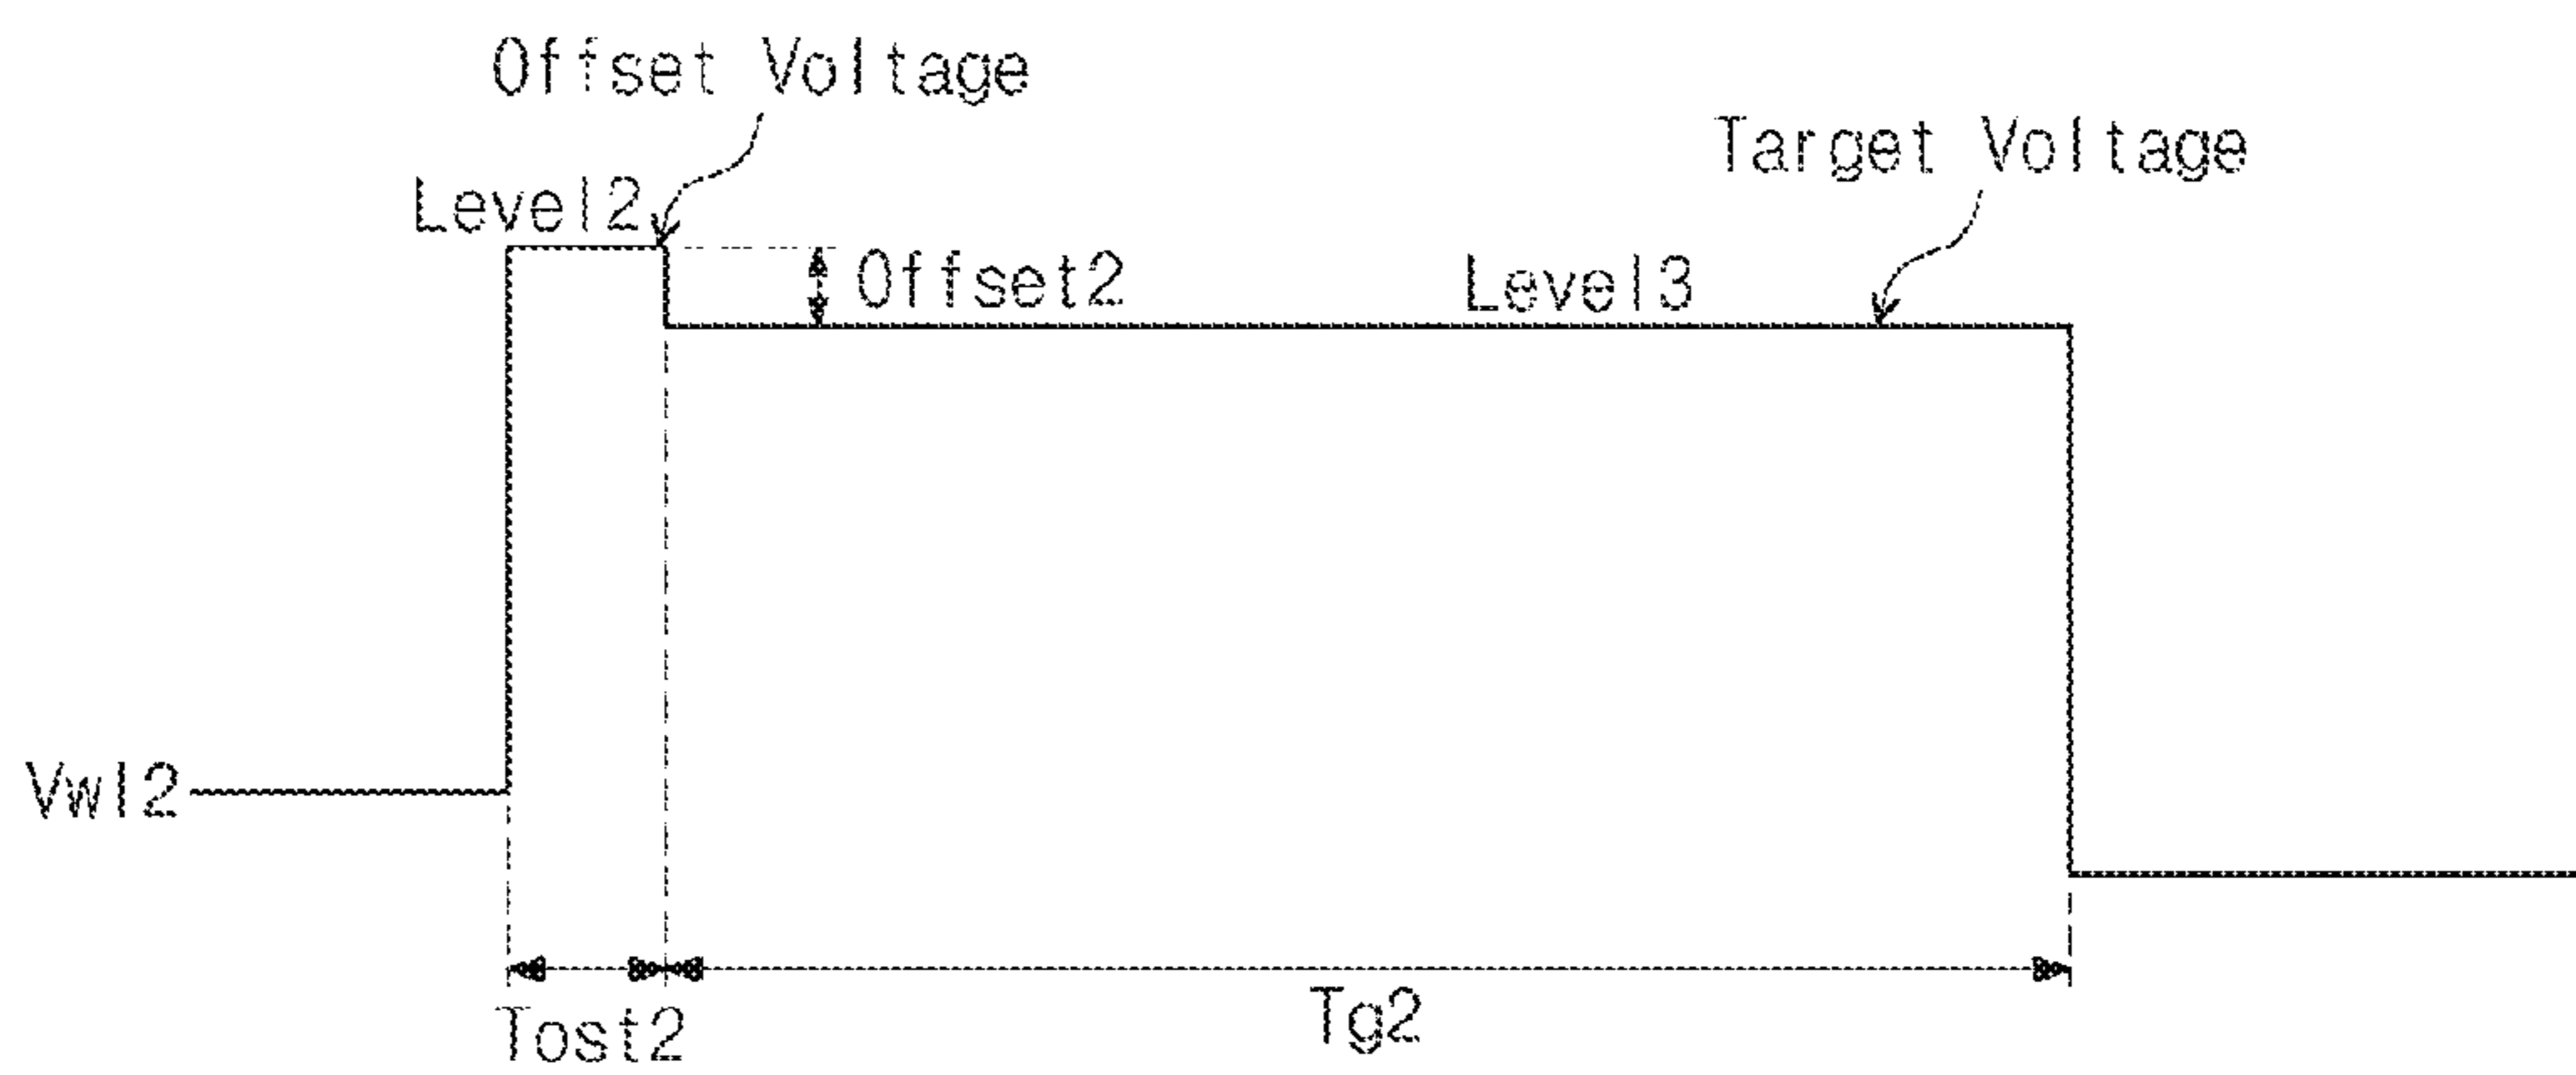 Offset Voltage
Target Voltage
Level2
Offset2
Level3
Vwl2
Tost2
Tg2